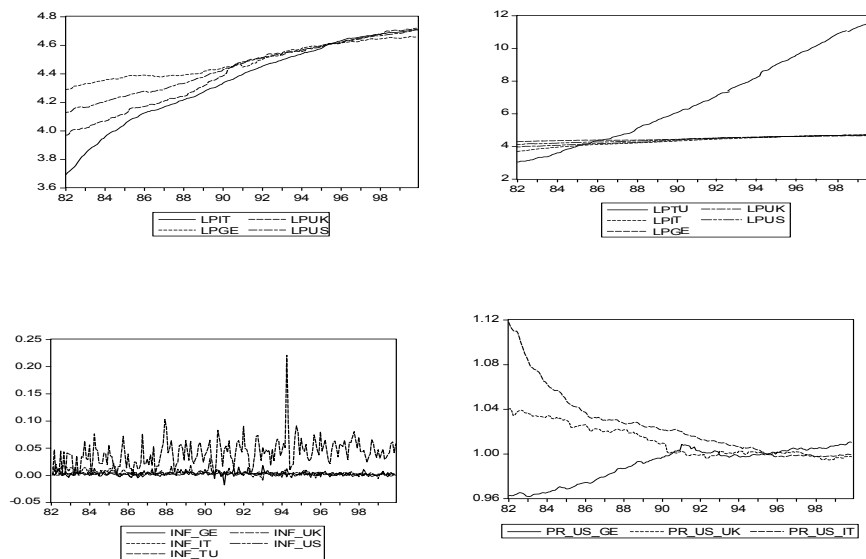 4.8
4.6
4.4
4.2
4.0
3.8
3.6
82 84 86 88 90 92 94 96 98
LPIT LPUK
LPGE LPUS
12
10
8
6
4
2
82 84 86 88 90 92 94 96 98
LPTU LPUK
LPIT LPUS
LPGE
0.25
0.20
0.15
0.10
0.05
0.00
-0.05
82 84 86 88 90 92 94 96 98
INF_GE INF_UK
INF_IT INF_US
INF_TU
1.12
1.08
1.04
1.00
0.96
82 84 86 88 90 92 94 96 98
PR_US_GE PR_US_UK PR_US_IT